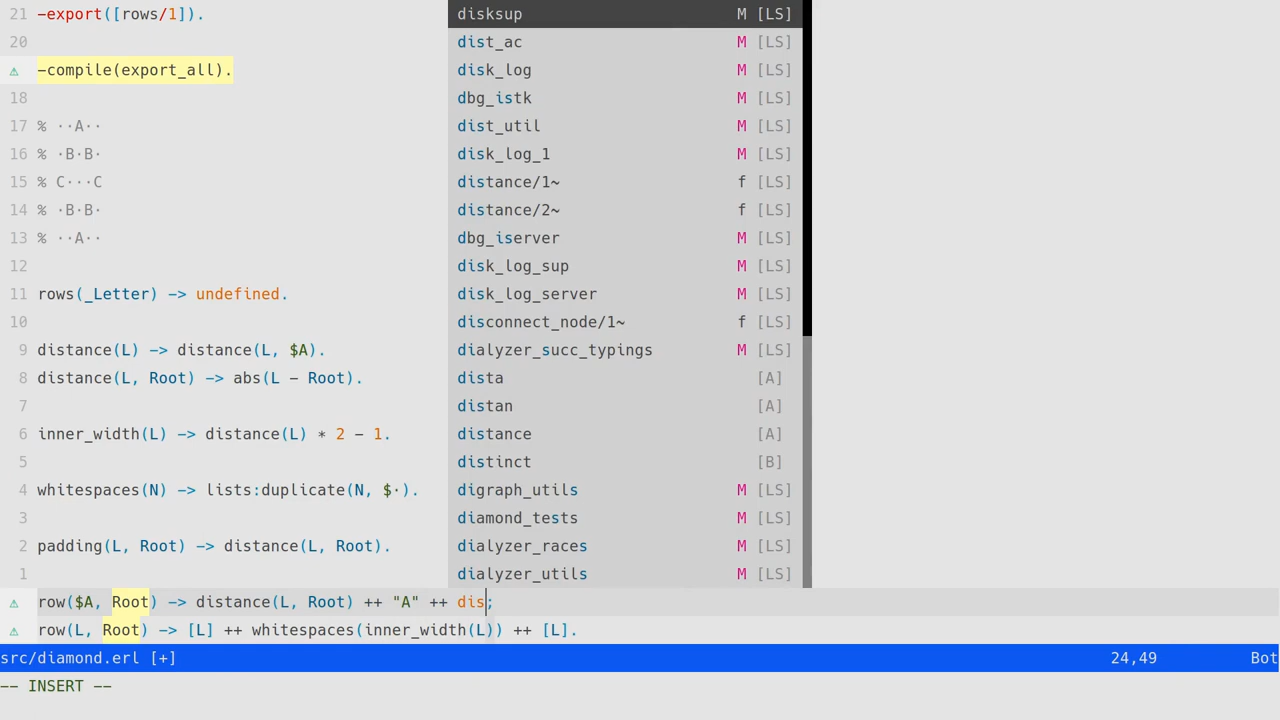 21 -export([rows/1]).
20
⚠ -compile(export_all).
18
17 % ··A··
16 % ·B·B·
15 % C···C
14 % ·B·B·
13 % ··A··
12
11 rows(_Letter) -> undefined.
10
9 distance(L) -> distance(L, $A).
8 distance(L, Root) -> abs(L - Root).
7
6 inner_width(L) -> distance(L) * 2 - 1.
5
4 whitespaces(N) -> lists:duplicate(N, $·).
3
2 padding(L, Root) -> distance(L, Root).
1
⚠ row($A, Root) -> distance(L, Root) ++ "A" ++ dis;
⚠ row(L, Root) -> [L] ++ whitespaces(inner_width(L)) ++ [L].
disksup M [LS]
dist_ac M [LS]
disk_log M [LS]
dbg_istk M [LS]
dist_util M [LS]
disk_log_1 M [LS]
distance/1~ f [LS]
distance/2~ f [LS]
dbg_iserver M [LS]
disk_log_sup M [LS]
disk_log_server M [LS]
disconnect_node/1~ f [LS]
dialyzer_succ_typings M [LS]
dista [A]
distan [A]
distance [A]
distinct [B]
digraph_utils M [LS]
diamond_tests M [LS]
dialyzer_races M [LS]
dialyzer_utils M [LS]
src/diamond.erl [+] 24,49 Bot
-- INSERT --